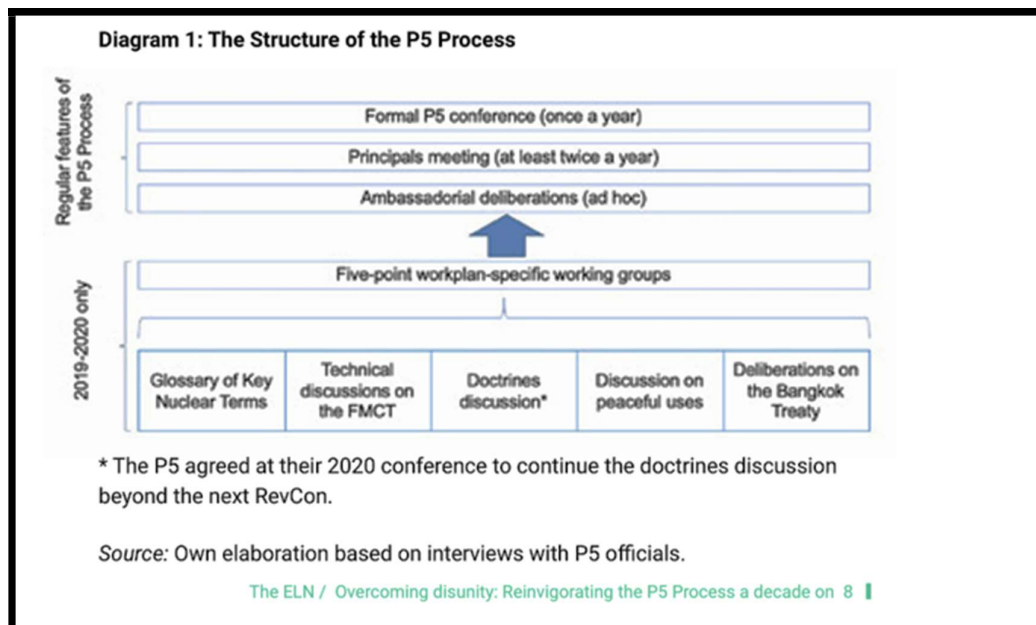 Diagram 1: The Structure of the P5 Process
Regular features of
the P5 Process
Formal P5 conference (once a year)
Principals meeting (at least twice a year)
Ambassadorial deliberations (ad hoc)
2019-2020 only
Five-point workplan-specific working groups
Glossary of Key
Nuclear Terms
Technical
discussions on
the FMCT
Doctrines
discussion*
Discussion on
peaceful uses
Deliberations on
the Bangkok
Treaty
* The P5 agreed at their 2020 conference to continue the doctrines discussion
beyond the next RevCon.
Source: Own elaboration based on interviews with P5 officials.
The ELN / Overcoming disunity: Reinvigorating the P5 Process a decade on 8